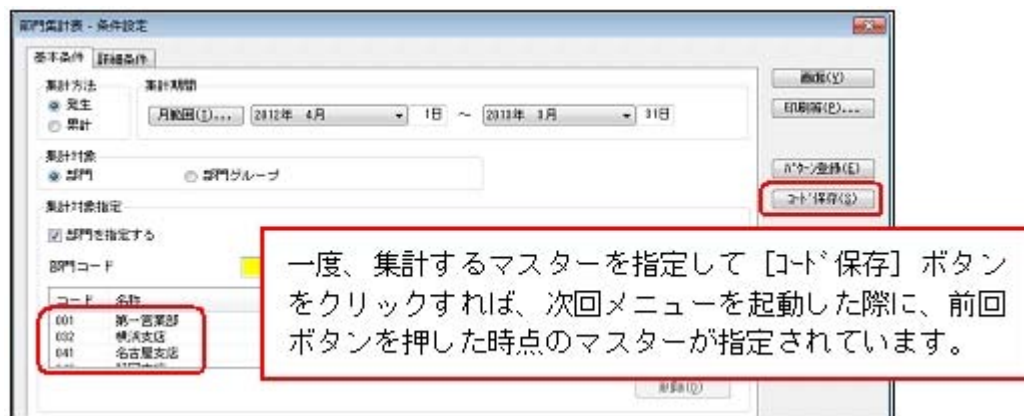 部門集計表 - 条件設定
基本条件 詳細条件
集計方法 集計期間
発生
累計
月範囲(T)... 2012年 4月 1日 ～ 2013年 3月 31日
画面(V)
印刷等(P)...
集計対象
部門 部門グループ
パターン登録(E)
コード保存(S)
集計対象指定
部門を指定する
部門コード
コード 名称
001 第一営業部
032 横浜支店
041 名古屋支店
一度、集計するマスターを指定して［コード保存］ボタン
をクリックすれば、次回メニューを起動した際に、前回
ボタンを押した時点のマスターが指定されています。
削除(D)